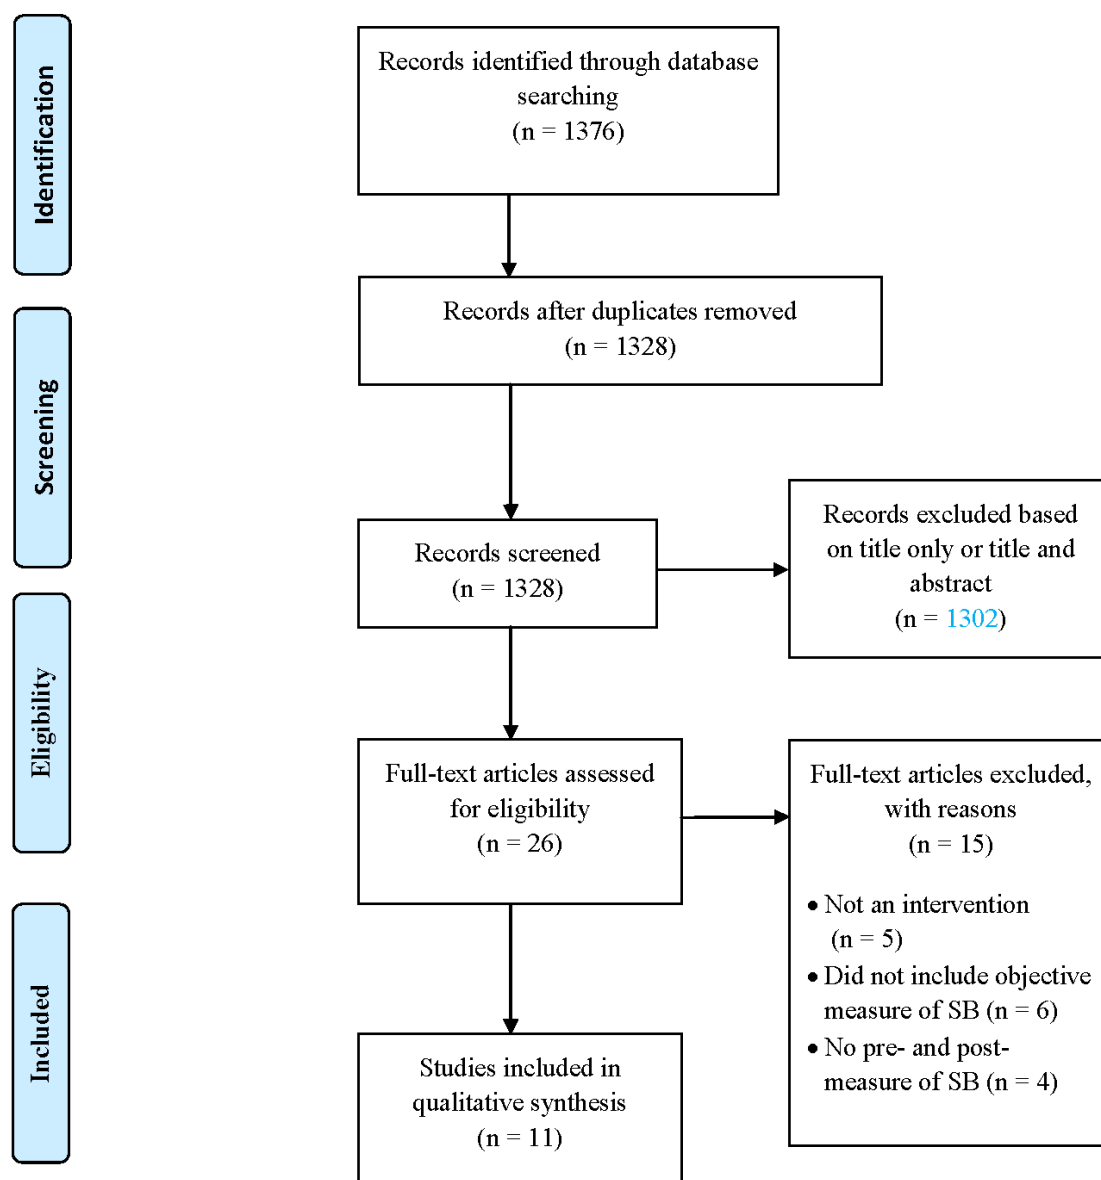 Identification
Records identified through database
searching
(n = 1376)
Records after duplicates removed
(n = 1328)
Screening
Records screened
(n = 1328)
Records excluded based
on title only or title and
abstract
(n = 1302)
Eligibility
Full-text articles assessed
for eligibility
(n = 26)
Full-text articles excluded,
with reasons
(n = 15)
• Not an intervention
(n = 5)
• Did not include objective
measure of SB (n = 6)
• No pre- and post-
measure of SB (n = 4)
Included
Studies included in
qualitative synthesis
(n = 11)